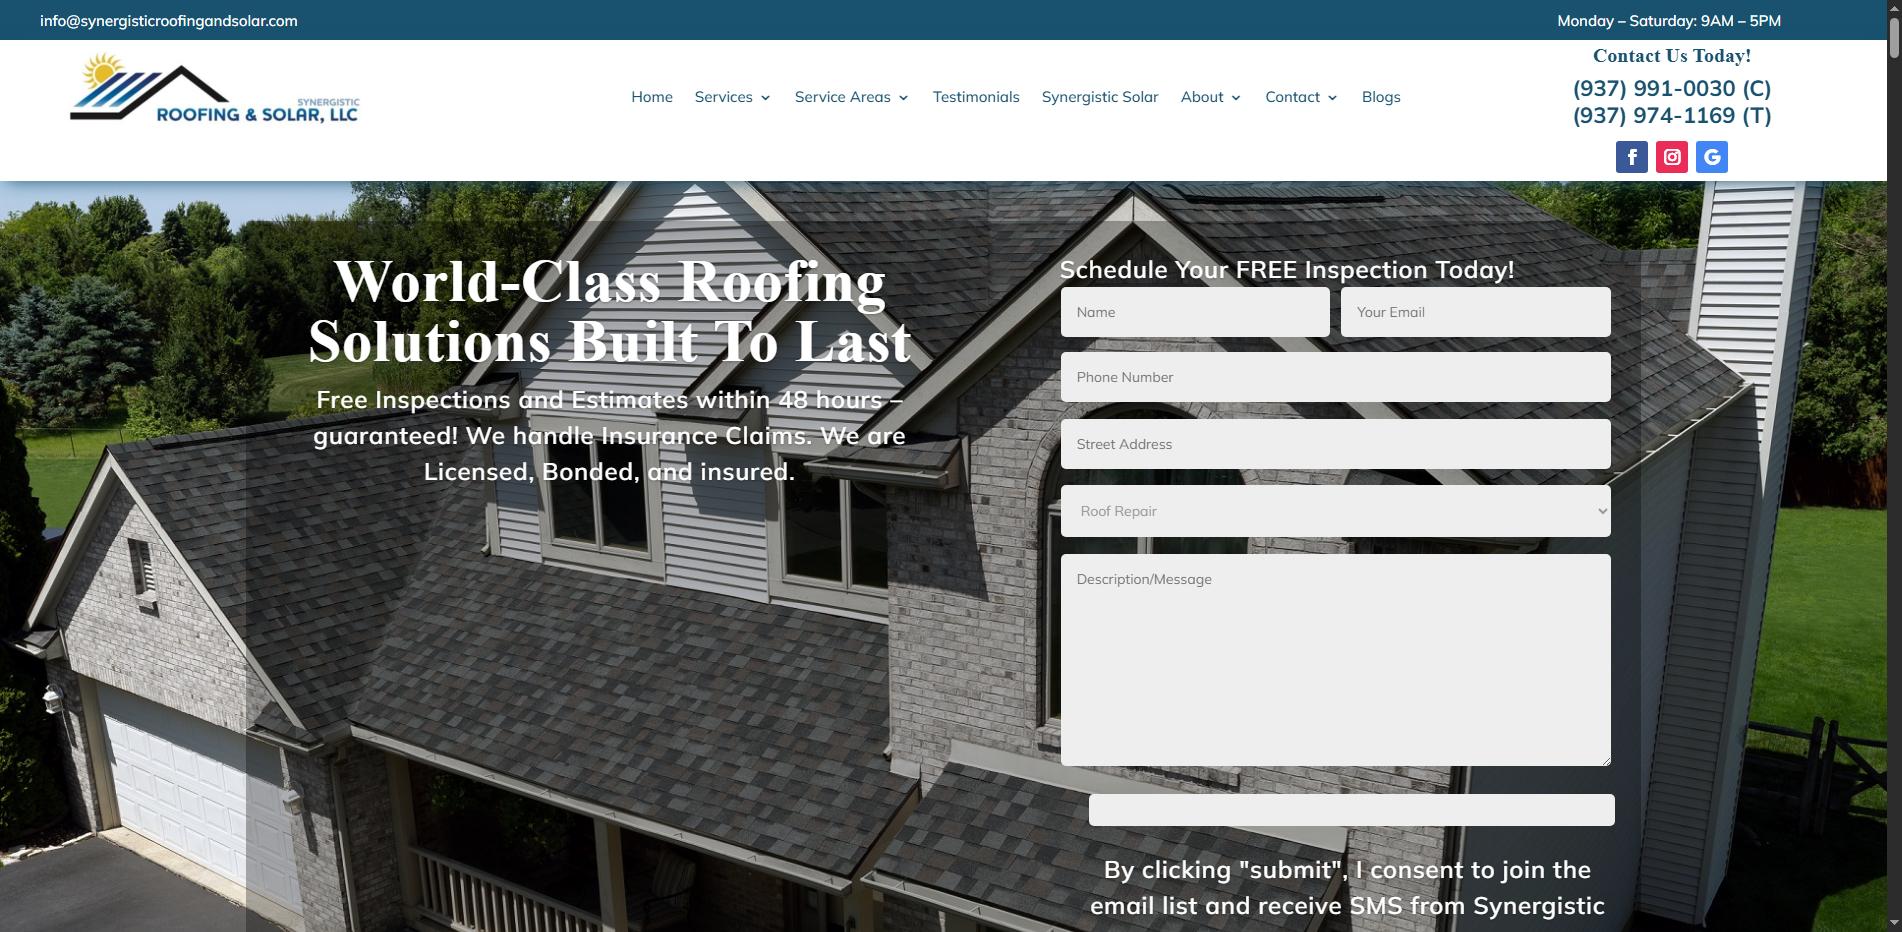 info@synergisticroofingandsolar.com
Monday – Saturday: 9AM – 5PM
SYNERGISTIC
ROOFING & SOLAR, LLC
Home Services Service Areas Testimonials Synergistic Solar About Contact Blogs
Contact Us Today!
(937) 991-0030 (C)
(937) 974-1169 (T)
World-Class Roofing
Solutions Built To Last
Free Inspections and Estimates within 48 hours –
guaranteed! We handle Insurance Claims. We are
Licensed, Bonded, and insured.
Schedule Your FREE Inspection Today!
Name Your Email
Phone Number
Street Address
Roof Repair
Description/Message
By clicking "submit", I consent to join the
email list and receive SMS from Synergistic